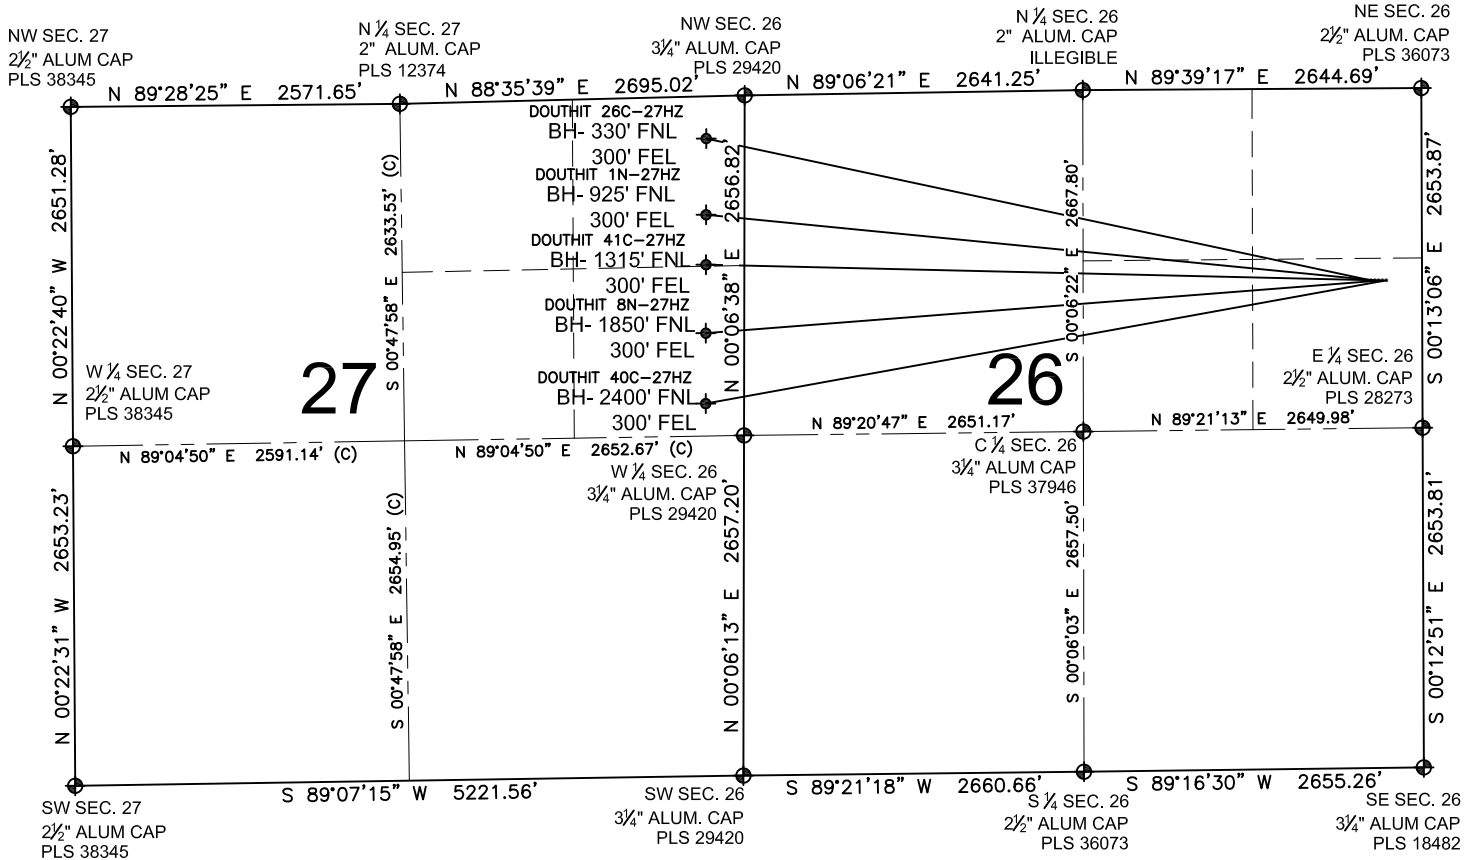 NW SEC. 27
2½" ALUM CAP
PLS 38345
N ¼ SEC. 27
2" ALUM. CAP
PLS 12374
NW SEC. 26
3¼" ALUM. CAP
PLS 29420
N ¼ SEC. 26
2" ALUM. CAP
ILLEGIBLE
NE SEC. 26
2½" ALUM. CAP
PLS 36073
N 89°28'25" E 2571.65'
N 88°35'39" E 2695.02'
N 89°06'21" E 2641.25'
N 89°39'17" E 2644.69'
DOUTHIT 26C-27HZ
BH- 330' FNL
300' FEL
DOUTHIT 1N-27HZ
BH- 925' FNL
300' FEL
DOUTHIT 41C-27HZ
BH- 1315' FNL
300' FEL
DOUTHIT 8N-27HZ
BH- 1850' FNL
300' FEL
DOUTHIT 40C-27HZ
BH- 2400' FNL
300' FEL
N 00°22'40" W 2651.28'
S 00°47'58" E 2633.53' (C)
N 00°06'38" E 2656.82'
S 00°06'22" E 2667.80'
S 00°13'06" E 2653.87'
W ¼ SEC. 27
2½" ALUM CAP
PLS 38345
27
26
E ¼ SEC. 26
2½" ALUM. CAP
PLS 28273
N 89°04'50" E 2591.14' (C)
N 89°04'50" E 2652.67' (C)
N 89°20'47" E 2651.17'
N 89°21'13" E 2649.98'
W ¼ SEC. 26
3¼" ALUM. CAP
PLS 29420
C ¼ SEC. 26
3¼" ALUM CAP
PLS 37946
N 00°22'31" W 2653.23'
S 00°47'58" E 2654.95' (C)
N 00°06'13" E 2657.20'
S 00°06'03" E 2657.50'
S 00°12'51" E 2653.81'
S 89°07'15" W 5221.56'
S 89°21'18" W 2660.66'
S 89°16'30" W 2655.26'
SW SEC. 27
2½" ALUM CAP
PLS 38345
SW SEC. 26
3¼" ALUM. CAP
PLS 29420
S ¼ SEC. 26
2½" ALUM CAP
PLS 36073
SE SEC. 26
3¼" ALUM CAP
PLS 18482